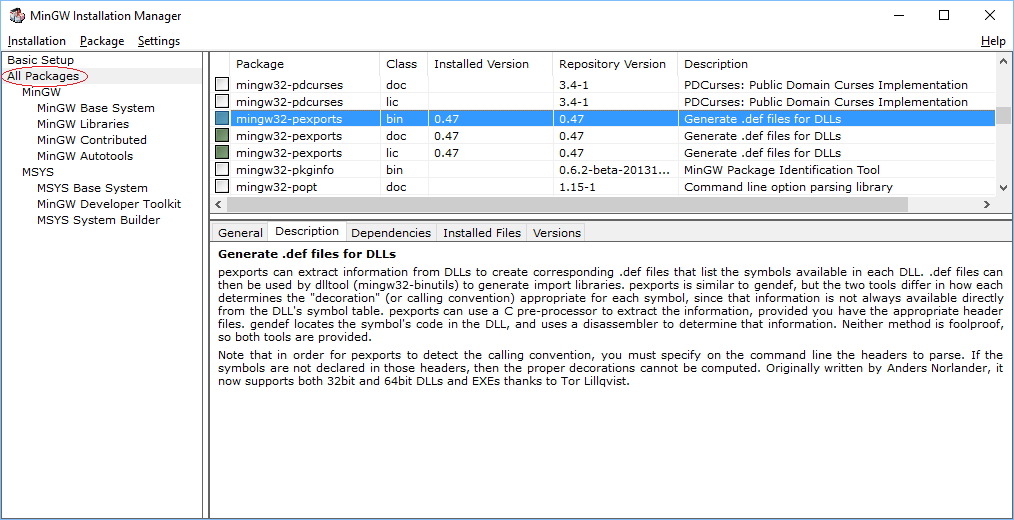 MinGW Installation Manager
Installation Package Settings Help
Basic Setup
All Packages
MinGW
MinGW Base System
MinGW Libraries
MinGW Contributed
MinGW Autotools
MSYS
MSYS Base System
MinGW Developer Toolkit
MSYS System Builder
Package Class Installed Version Repository Version Description
mingw32-pdcurses doc 3.4-1 PDCurses: Public Domain Curses Implementation
mingw32-pdcurses lic 3.4-1 PDCurses: Public Domain Curses Implementation
mingw32-pexports bin 0.47 0.47 Generate .def files for DLLs
mingw32-pexports doc 0.47 0.47 Generate .def files for DLLs
mingw32-pexports lic 0.47 0.47 Generate .def files for DLLs
mingw32-pkginfo bin 0.6.2-beta-20131... MinGW Package Identification Tool
mingw32-popt doc 1.15-1 Command line option parsing library
General Description Dependencies Installed Files Versions
Generate .def files for DLLs
pexports can extract information from DLLs to create corresponding .def files that list the symbols available in each DLL. .def files can
then be used by dlltool (mingw32-binutils) to generate import libraries. pexports is similar to gendef, but the two tools differ in how each
determines the "decoration" (or calling convention) appropriate for each symbol, since that information is not always available directly
from the DLL's symbol table. pexports can use a C pre-processor to extract the information, provided you have the appropriate header
files. gendef locates the symbol's code in the DLL, and uses a disassembler to determine that information. Neither method is foolproof,
so both tools are provided.
Note that in order for pexports to detect the calling convention, you must specify on the command line the headers to parse. If the
symbols are not declared in those headers, then the proper decorations cannot be computed. Originally written by Anders Norlander, it
now supports both 32bit and 64bit DLLs and EXEs thanks to Tor Lillqvist.